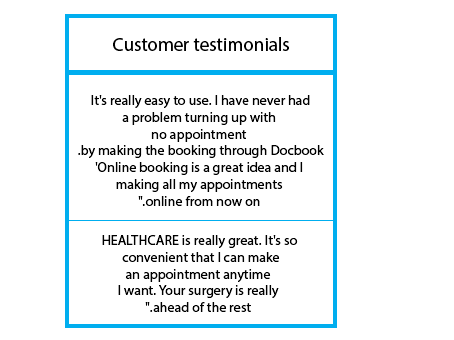 Customer testimonials
It's really easy to use. I have never had
a problem turning up with
no appointment
.by making the booking through Docbook
'Online booking is a great idea and I
making all my appointments
".online from now on
HEALTHCARE is really great. It's so
convenient that I can make
an appointment anytime
I want. Your surgery is really
".ahead of the rest